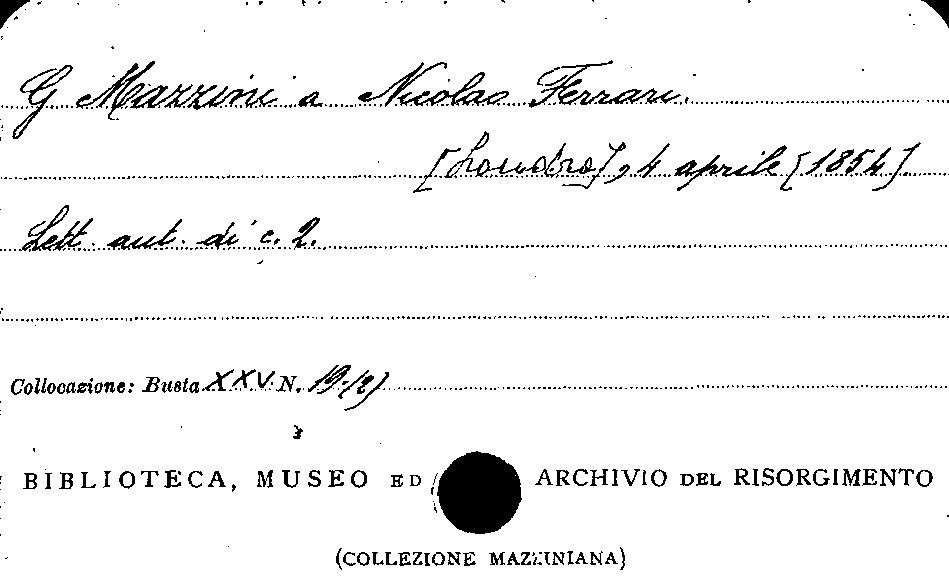 G Mazzini a Nicolao Ferrari.
[Londra], 4 aprile [1854].
Lett. aut. di c. 2.
Collocazione: Busta XXV N. 19-(2)
BIBLIOTECA, MUSEO ED ARCHIVIO DEL RISORGIMENTO
(COLLEZIONE MAZZINIANA)